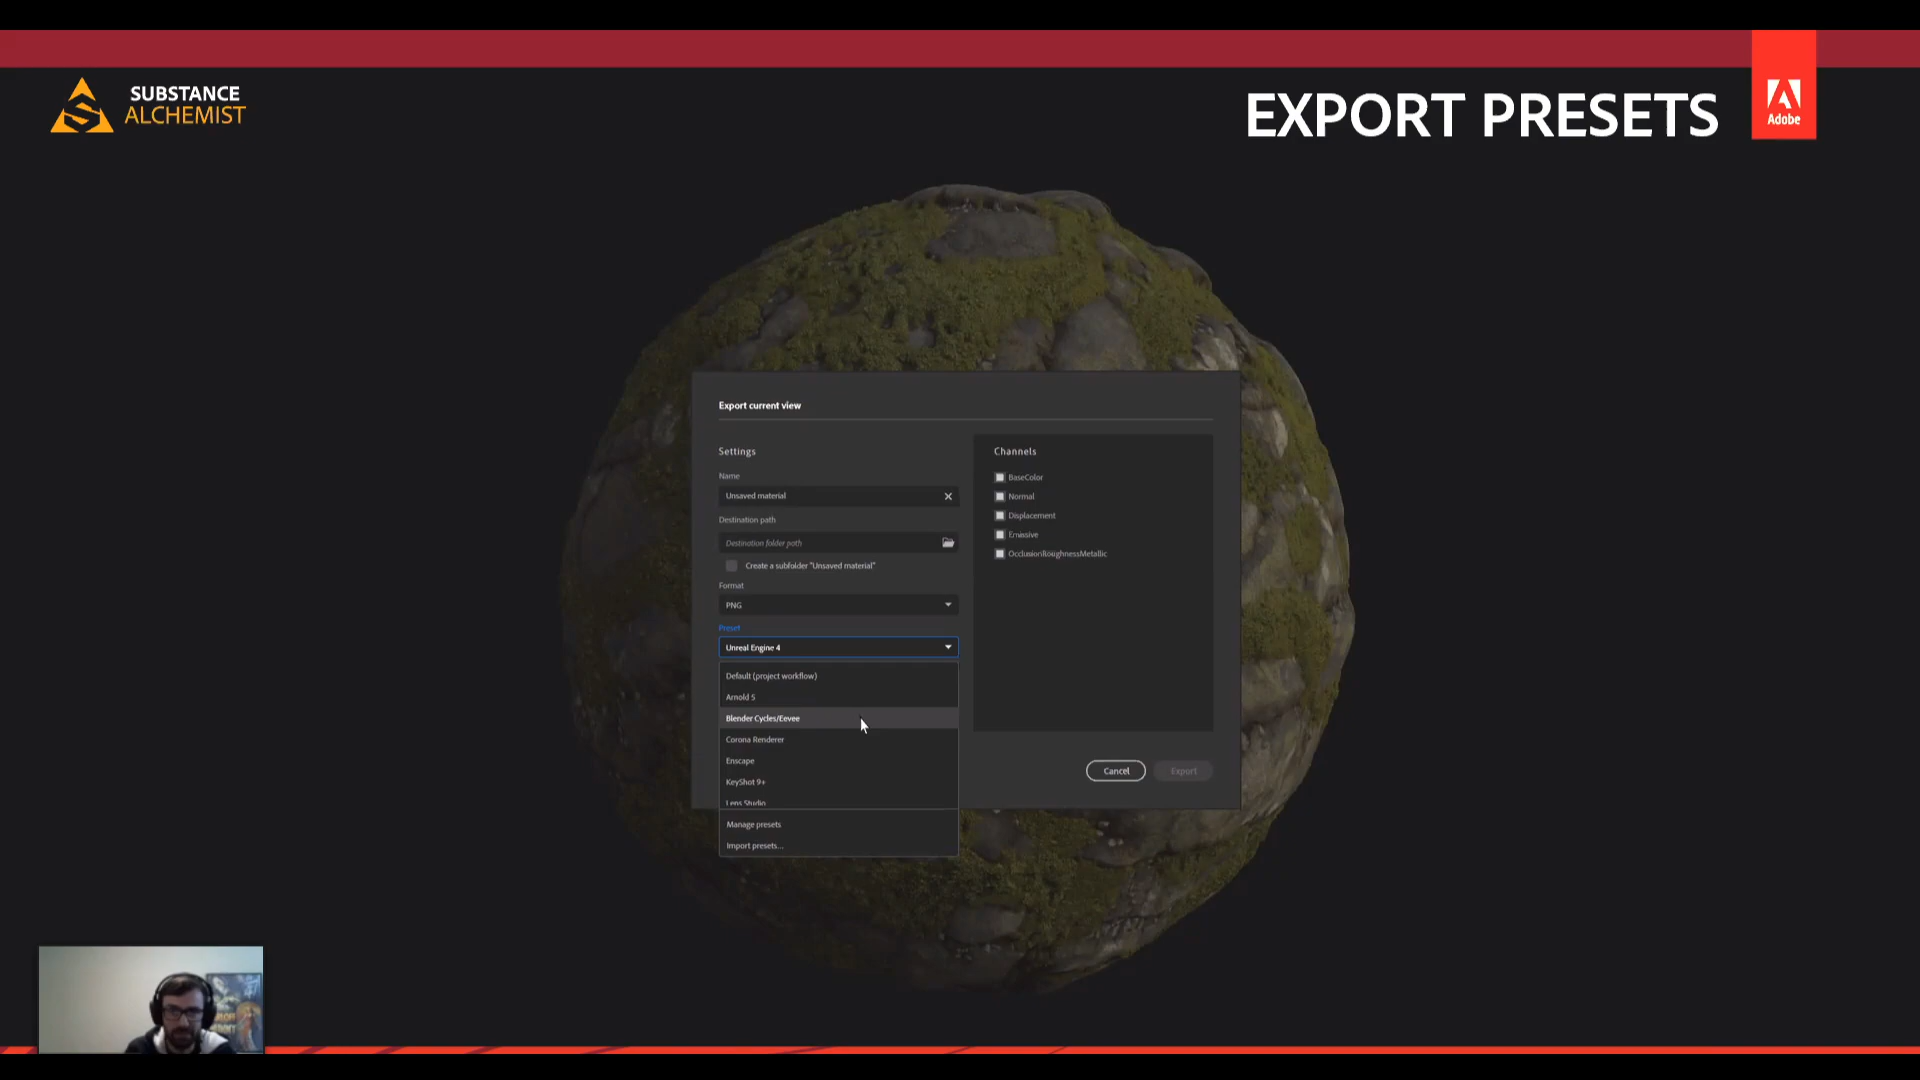 SUBSTANCE
ALCHEMIST
EXPORT PRESETS
Adobe
Export current view
Settings
Name
Unsaved material
Destination path
Destination folder path
Create a subfolder "Unsaved material"
Format
PNG
Preset
Unreal Engine 4
Default (project workflow)
Arnold 5
Blender Cycles/Eevee
Corona Renderer
Enscape
KeyShot 9+
Lens Studio
Manage presets
Import presets...
Channels
BaseColor
Normal
Displacement
Emissive
OcclusionRoughnessMetallic
Cancel
Export